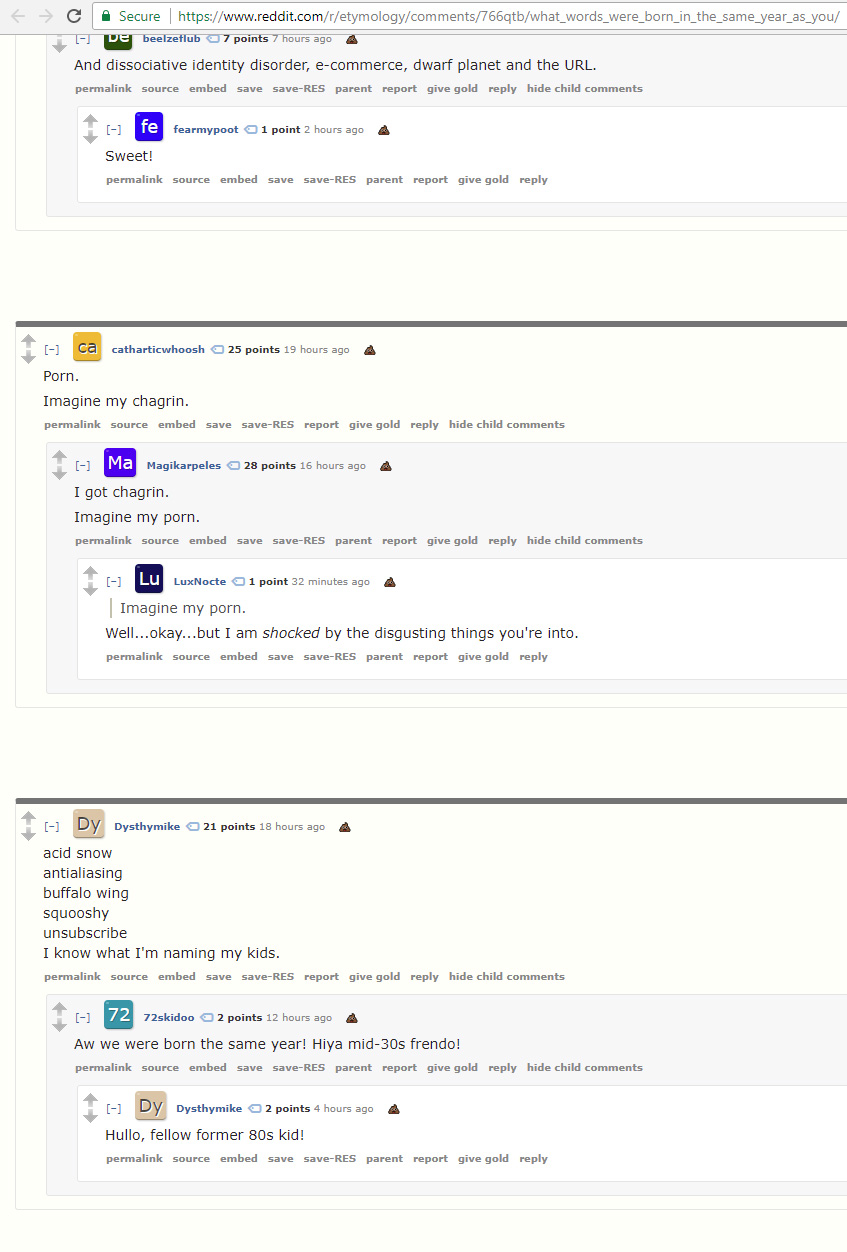 Secure https://www.reddit.com/r/etymology/comments/766qtb/what_words_were_born_in_the_same_year_as_you/
[-] be beelzeflub 7 points 7 hours ago
And dissociative identity disorder, e-commerce, dwarf planet and the URL.
permalink source embed save save-RES parent report give gold reply hide child comments
[-] fe fearmypoot 1 point 2 hours ago
Sweet!
permalink source embed save save-RES parent report give gold reply
[-] ca catharticwhoosh 25 points 19 hours ago
Porn.
Imagine my chagrin.
permalink source embed save save-RES report give gold reply hide child comments
[-] Ma Magikarpeles 28 points 16 hours ago
I got chagrin.
Imagine my porn.
permalink source embed save save-RES parent report give gold reply hide child comments
[-] Lu LuxNocte 1 point 32 minutes ago
Imagine my porn.
Well...okay...but I am shocked by the disgusting things you're into.
permalink source embed save save-RES parent report give gold reply
[-] Dy Dysthymike 21 points 18 hours ago
acid snow
antialiasing
buffalo wing
squooshy
unsubscribe
I know what I'm naming my kids.
permalink source embed save save-RES report give gold reply hide child comments
[-] 72 72skidoo 2 points 12 hours ago
Aw we were born the same year! Hiya mid-30s frendo!
permalink source embed save save-RES parent report give gold reply hide child comments
[-] Dy Dysthymike 2 points 4 hours ago
Hullo, fellow former 80s kid!
permalink source embed save save-RES parent report give gold reply